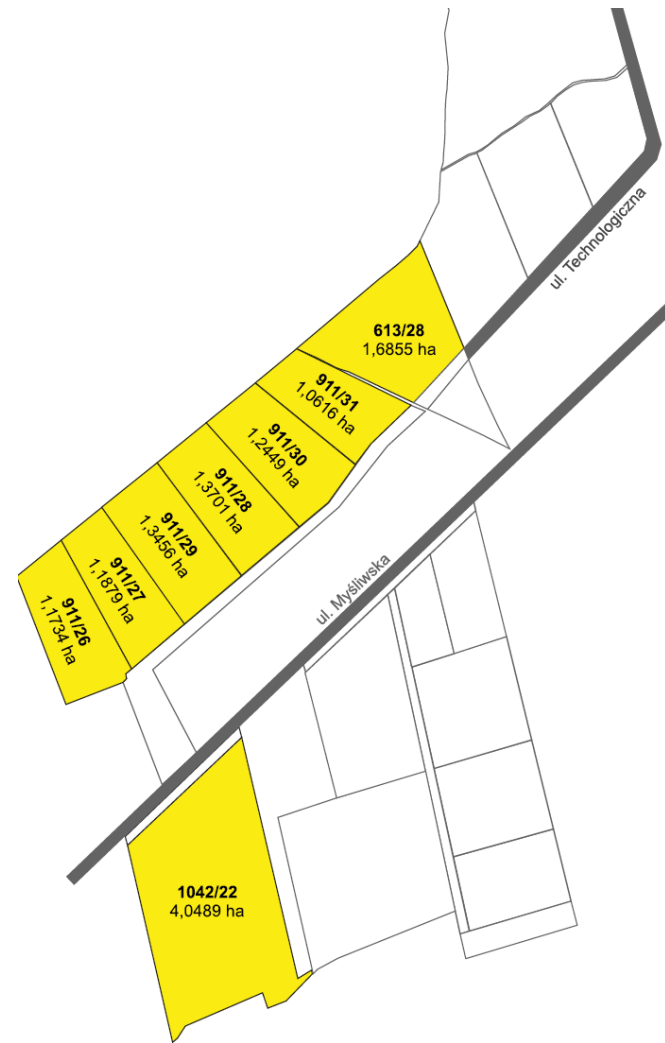 ul. Technologiczna
613/28
1,6855 ha
911/31
1,0616 ha
911/30
1,2449 ha
911/28
1,3701 ha
911/29
1,3456 ha
911/27
1,1879 ha
911/26
1,1734 ha
ul. Myśliwska
1042/22
4,0489 ha